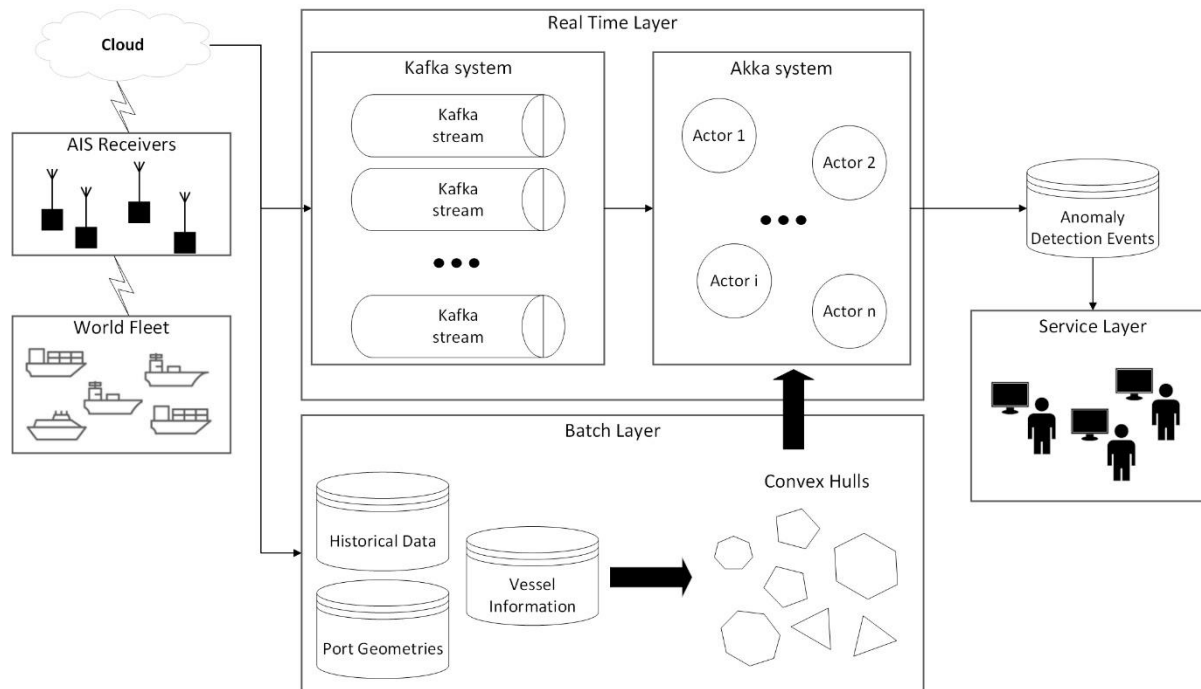 Cloud
AIS Receivers
World Fleet
Real Time Layer
Kafka system
Kafka
stream
Kafka
stream
Kafka
stream
Akka system
Actor 1
Actor 2
Actor i
Actor n
Anomaly
Detection Events
Service Layer
Batch Layer
Historical Data
Port Geometries
Vessel
Information
Convex Hulls